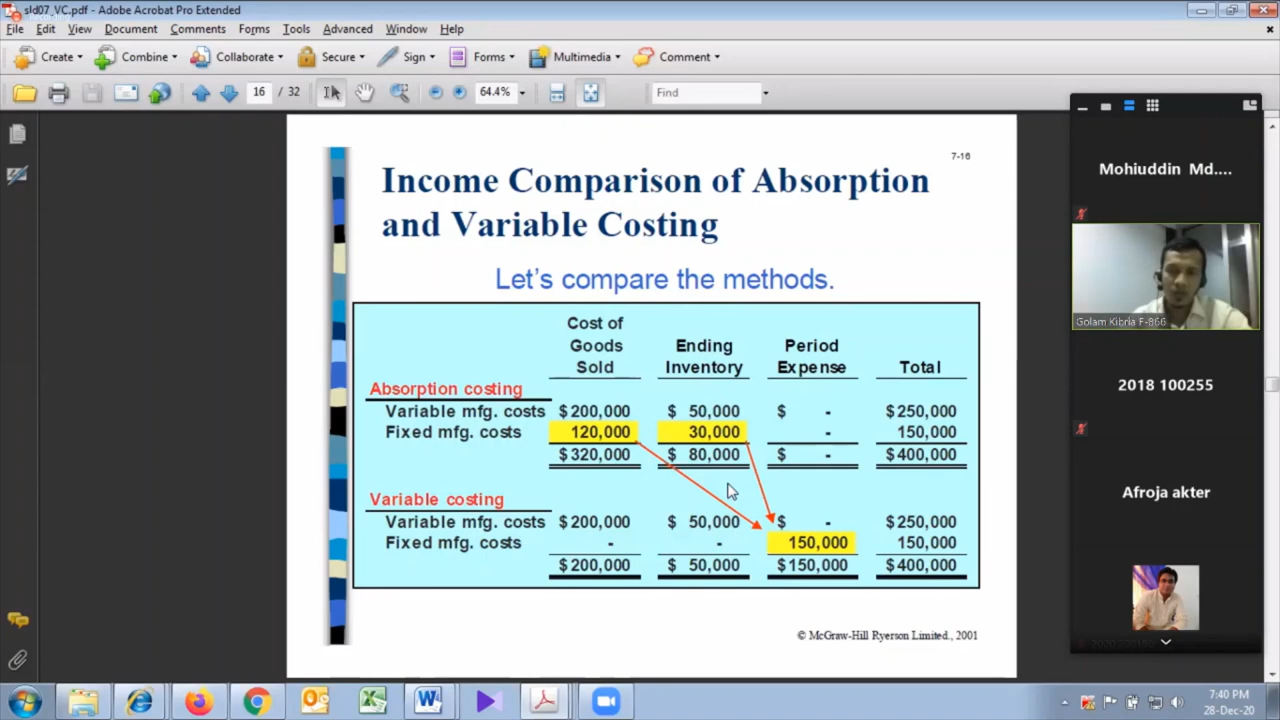 sld07_VC.pdf - Adobe Acrobat Pro Extended
File Edit View Document Comments Forms Tools Advanced Window Help
Create Combine Collaborate Secure Sign Forms Multimedia Comment
16 / 32 64.4% Find
7-16
Income Comparison of Absorption
and Variable Costing
Let's compare the methods.
Cost of
Goods Ending Period
Sold Inventory Expense Total
Absorption costing
Variable mfg. costs $200,000 $ 50,000 $ - $250,000
Fixed mfg. costs 120,000 30,000 - 150,000
$320,000 $ 80,000 $ - $400,000
Variable costing
Variable mfg. costs $200,000 $ 50,000 $ - $250,000
Fixed mfg. costs - - 150,000 150,000
$200,000 $ 50,000 $150,000 $400,000
© McGraw-Hill Ryerson Limited., 2001
Mohiuddin Md....
Golam Kibria F-866
2018 100255
Afroja akter
7:40 PM
28-Dec-20